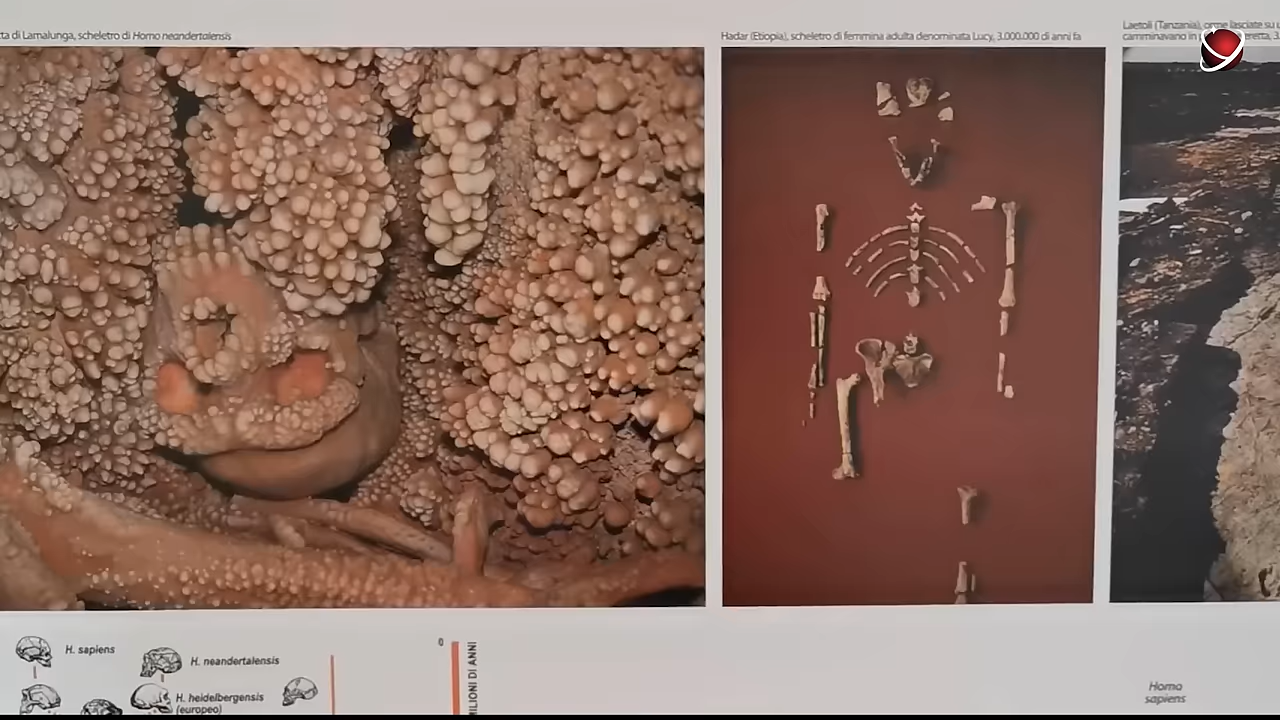 ta di Lamalunga, scheletro di Homo neandertalensis
Hadar (Etiopia), scheletro di femmina adulta denominata Lucy, 3.000.000 di anni fa
Laetoli (Tanzania), orme lasciate su
camminavano in
H. sapiens
H. neandertalensis
H. heidelbergensis
(europeo)
0
MILIONI DI ANNI
Homo
sapiens